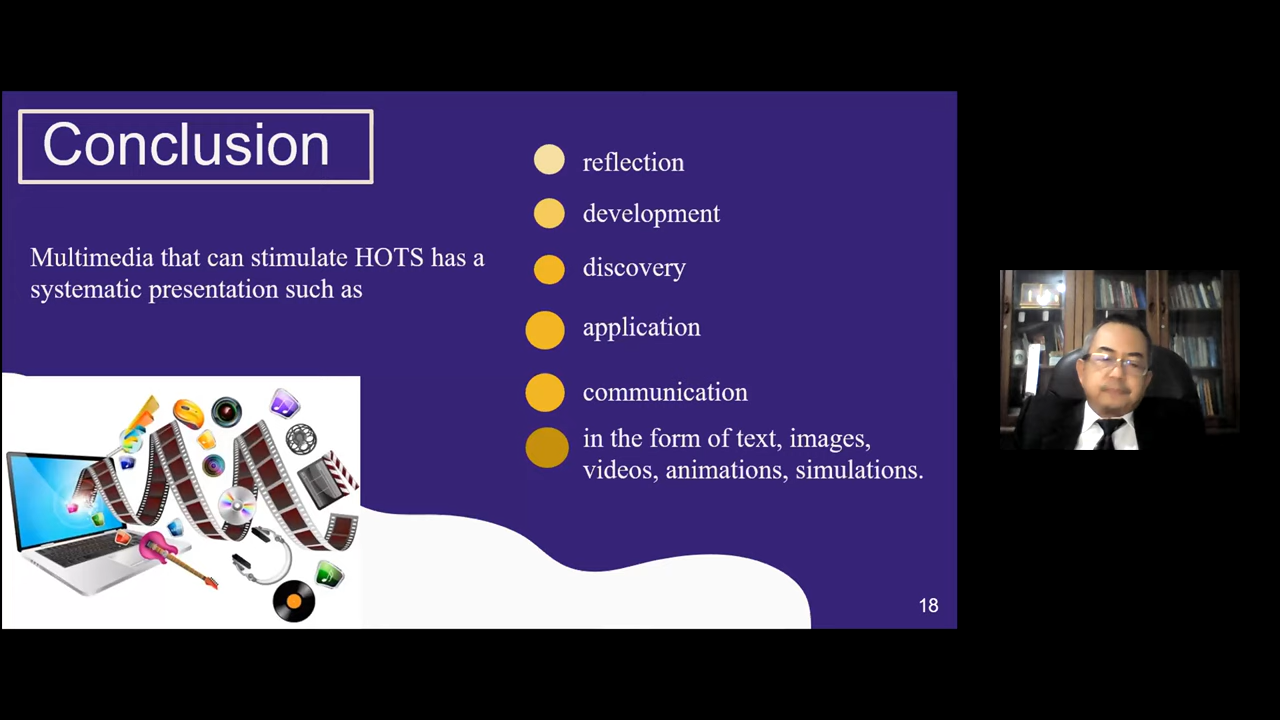 Conclusion
Multimedia that can stimulate HOTS has a
systematic presentation such as
reflection
development
discovery
application
communication
in the form of text, images,
videos, animations, simulations.
18